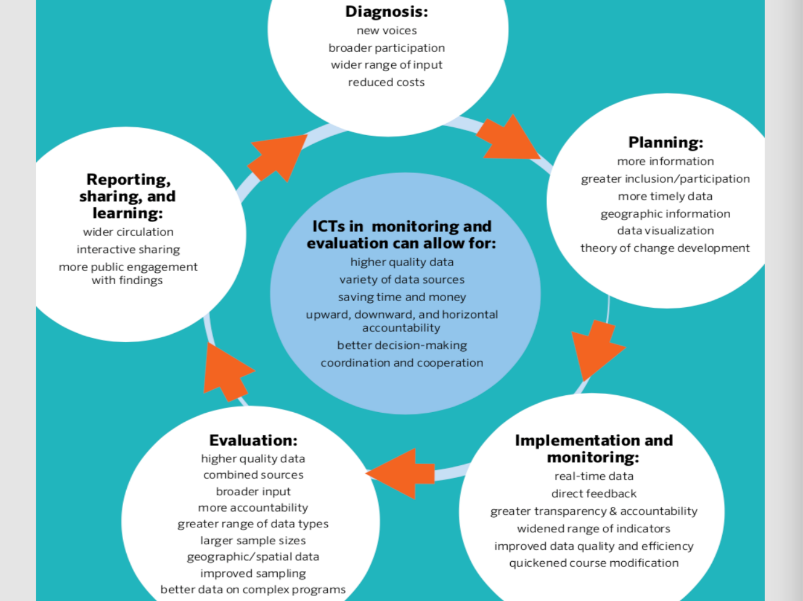 Diagnosis:
new voices
broader participation
wider range of input
reduced costs
Planning:
more information
greater inclusion/participation
more timely data
geographic information
data visualization
theory of change development
Reporting,
sharing, and
learning:
wider circulation
interactive sharing
more public engagement
with findings
ICTs in monitoring and
evaluation can allow for:
higher quality data
variety of data sources
saving time and money
upward, downward, and horizontal
accountability
better decision-making
coordination and cooperation
Implementation and
monitoring:
real-time data
direct feedback
greater transparency & accountability
widened range of indicators
improved data quality and efficiency
quickened course modification
Evaluation:
higher quality data
combined sources
broader input
more accountability
greater range of data types
larger sample sizes
geographic/spatial data
improved sampling
better data on complex programs